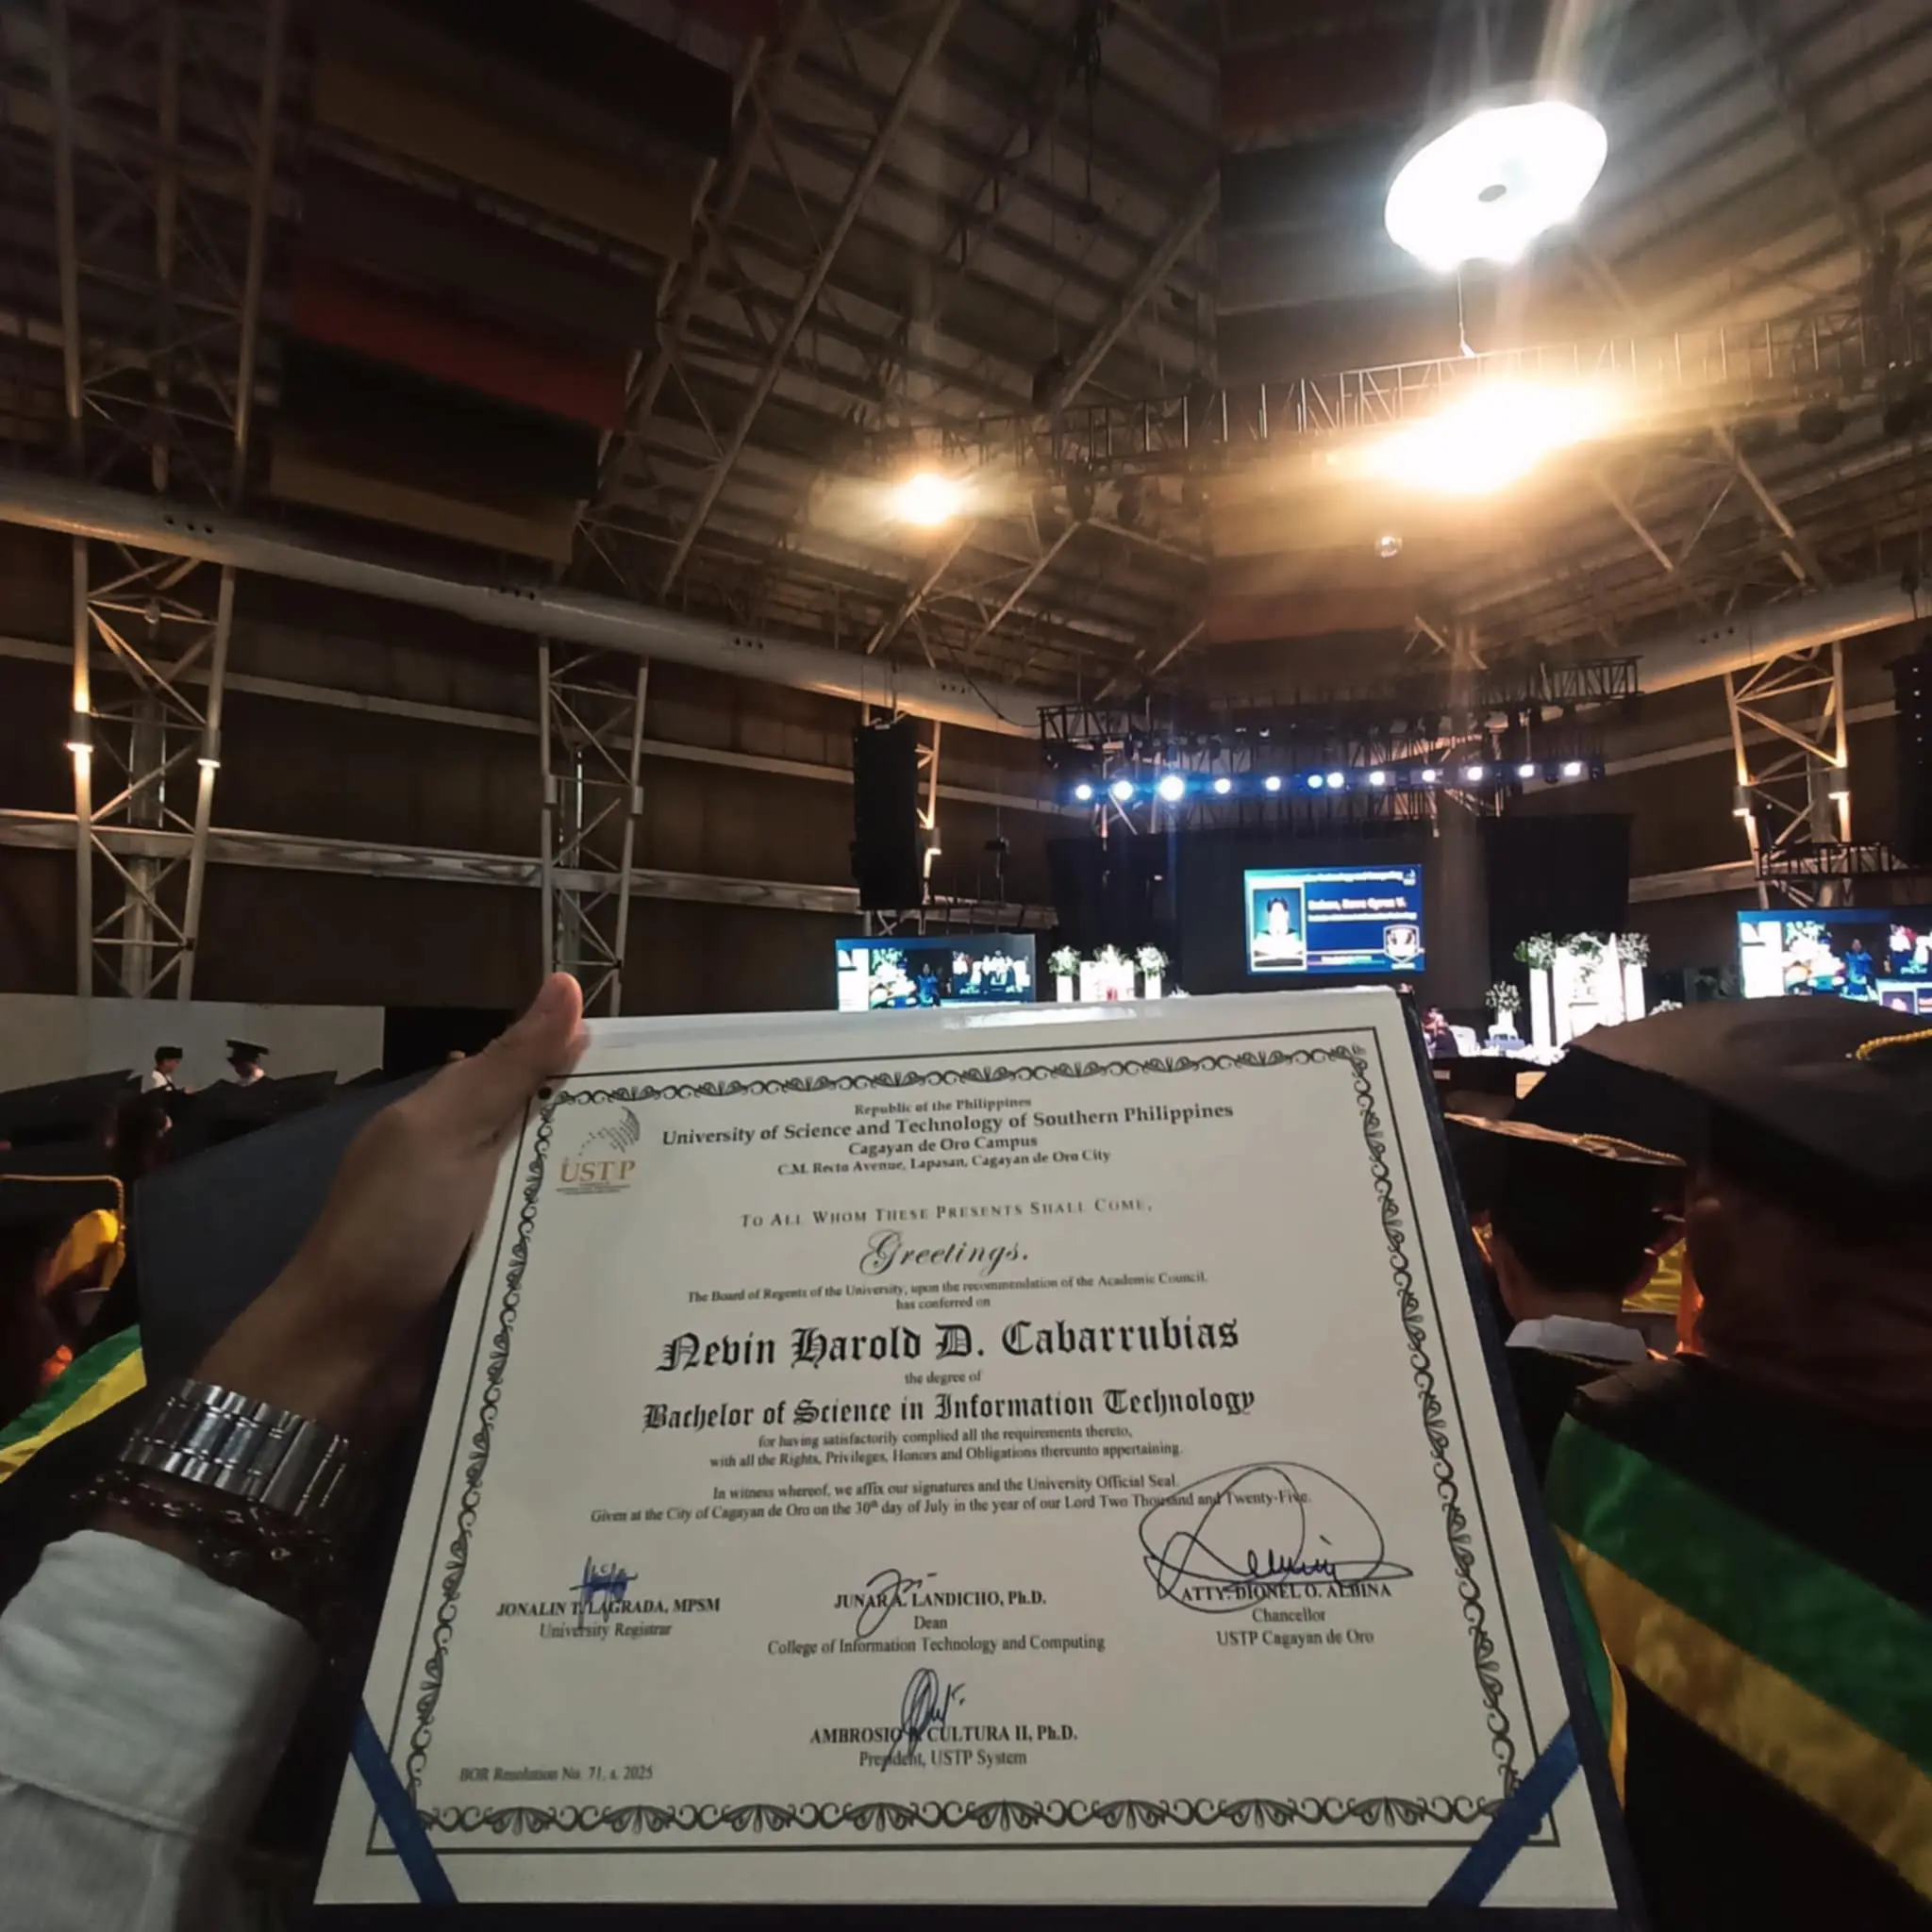 Republic of the Philippines
University of Science and Technology of Southern Philippines
Cagayan de Oro Campus
C.M. Recto Avenue, Lapasan, Cagayan de Oro City
USTP
TO ALL WHOM THESE PRESENTS SHALL COME,
Greetings.
The Board of Regents of the University, upon the recommendation of the Academic Council,
has conferred on
Nevin Harold D. Cabarrubias
the degree of
Bachelor of Science in Information Technology
for having satisfactorily complied all the requirements thereto,
with all the Rights, Privileges, Honors and Obligations thereunto appertaining.
In witness whereof, we affix our signatures and the University Official Seal.
Given at the City of Cagayan de Oro on the 30th day of July in the year of our Lord Two Thousand and Twenty-Five.
JONALIN T. LAGRADA, MPSM
University Registrar
JUNAR A. LANDICHO, Ph.D.
Dean
College of Information Technology and Computing
ATTY. DIONEL O. ALBINA
Chancellor
USTP Cagayan de Oro
AMBROSIO CULTURA II, Ph.D.
President, USTP System
BOR Resolution No. 71, s. 2025